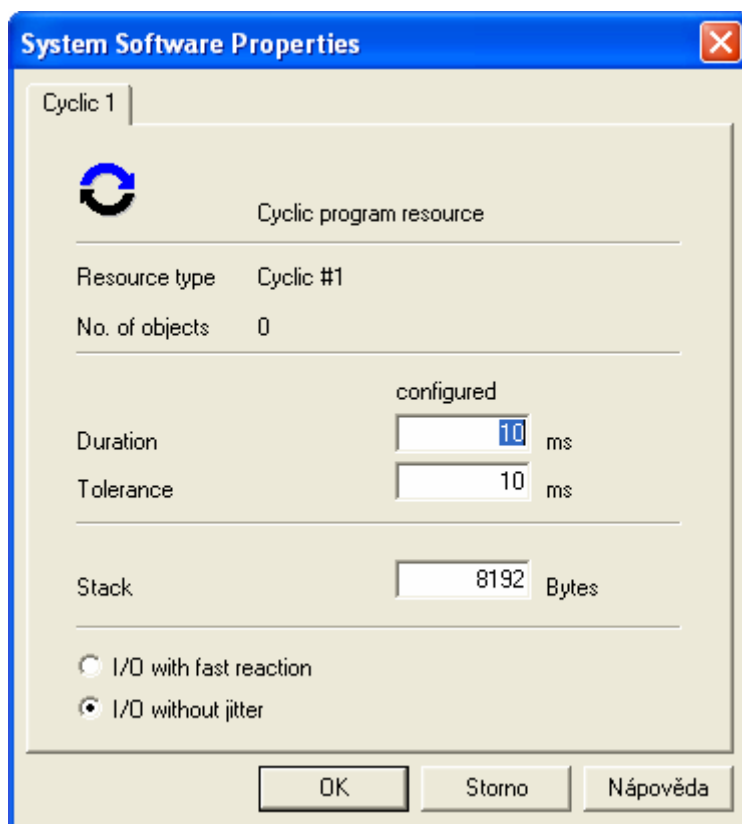 System Software Properties
Cyclic 1
Cyclic program resource
Resource type Cyclic #1
No. of objects 0
configured
Duration 10 ms
Tolerance 10 ms
Stack 8192 Bytes
I/O with fast reaction
I/O without jitter
OK Storno Nápověda